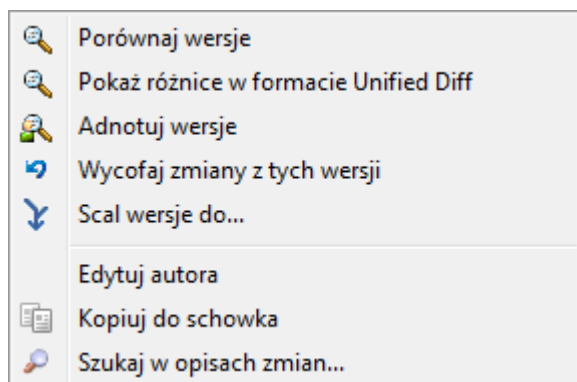 Porównaj wersje
Pokaż różnice w formacie Unified Diff
Adnotuj wersje
Wycofaj zmiany z tych wersji
Scal wersje do...
Edytuj autora
Kopiuj do schowka
Szukaj w opisach zmian...